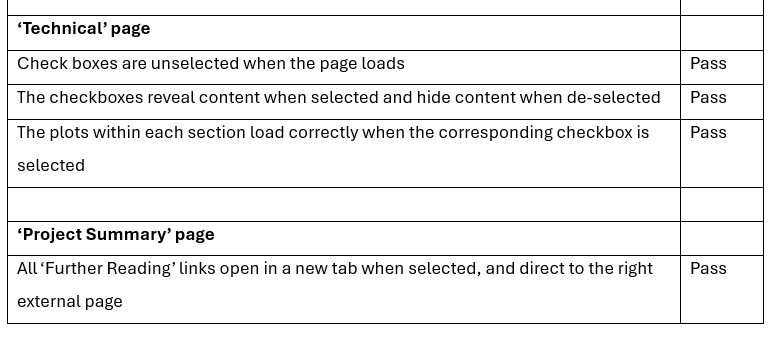 ‘Technical’ page
Check boxes are unselected when the page loads Pass
The checkboxes reveal content when selected and hide content when de-selected Pass
The plots within each section load correctly when the corresponding checkbox is Pass
selected
‘Project Summary’ page
All ‘Further Reading’ links open in a new tab when selected, and direct to the right Pass
external page